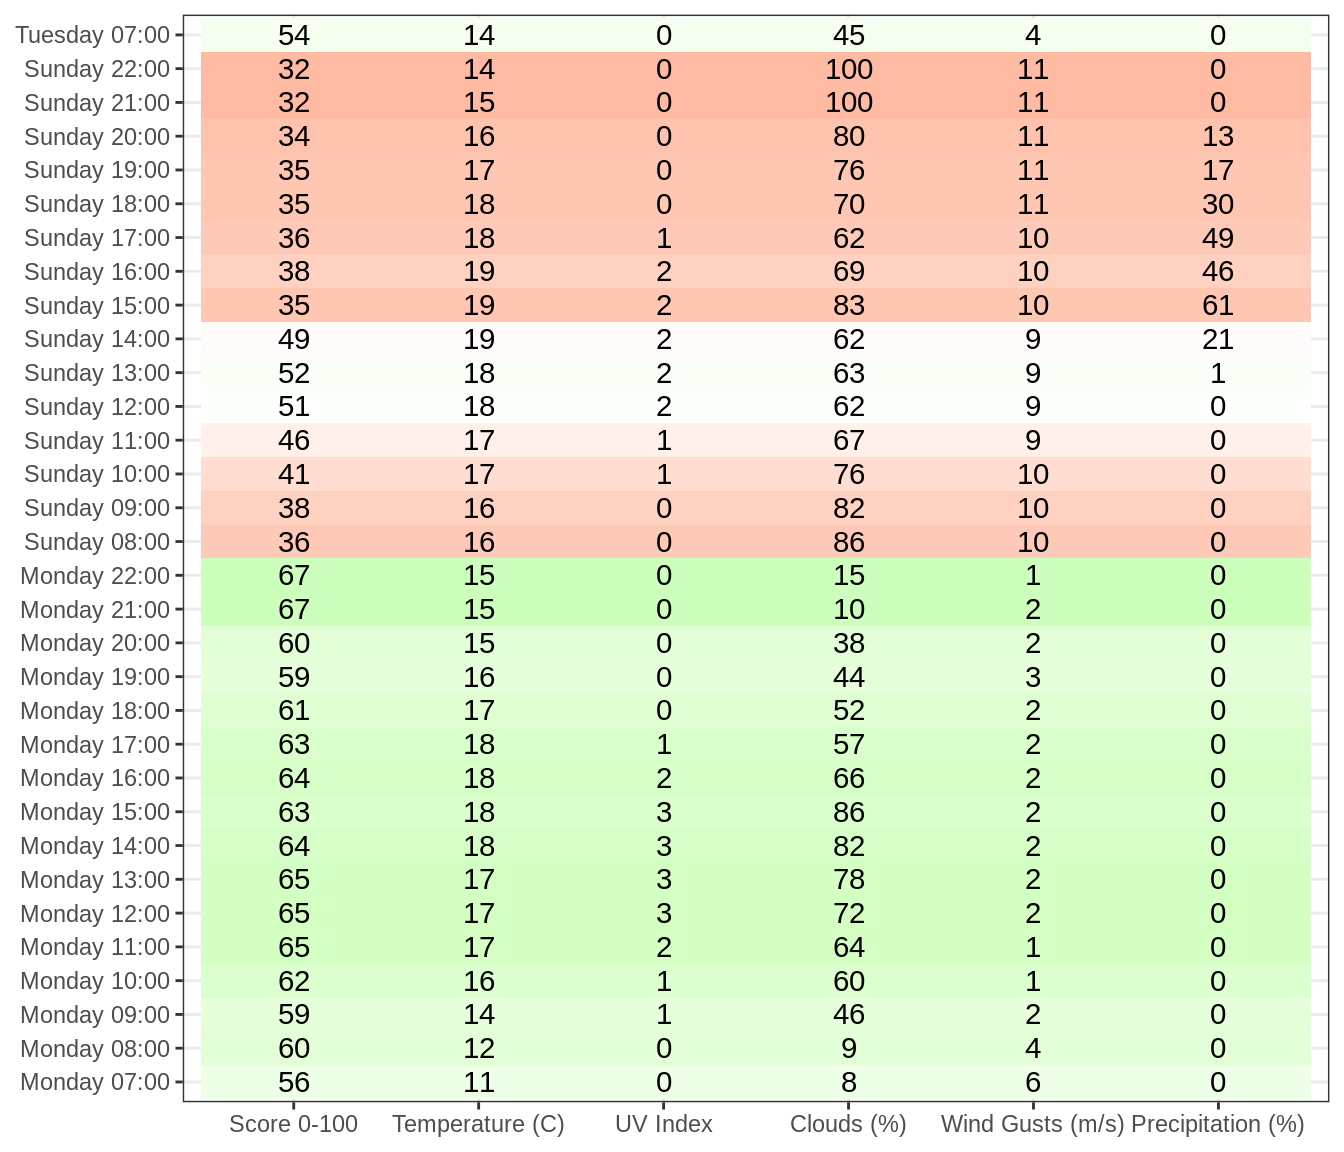 Tuesday 07:00 54 14 0 45 4 0
Sunday 22:00 32 14 0 100 11 0
Sunday 21:00 32 15 0 100 11 0
Sunday 20:00 34 16 0 80 11 13
Sunday 19:00 35 17 0 76 11 17
Sunday 18:00 35 18 0 70 11 30
Sunday 17:00 36 18 1 62 10 49
Sunday 16:00 38 19 2 69 10 46
Sunday 15:00 35 19 2 83 10 61
Sunday 14:00 49 19 2 62 9 21
Sunday 13:00 52 18 2 63 9 1
Sunday 12:00 51 18 2 62 9 0
Sunday 11:00 46 17 1 67 9 0
Sunday 10:00 41 17 1 76 10 0
Sunday 09:00 38 16 0 82 10 0
Sunday 08:00 36 16 0 86 10 0
Monday 22:00 67 15 0 15 1 0
Monday 21:00 67 15 0 10 2 0
Monday 20:00 60 15 0 38 2 0
Monday 19:00 59 16 0 44 3 0
Monday 18:00 61 17 0 52 2 0
Monday 17:00 63 18 1 57 2 0
Monday 16:00 64 18 2 66 2 0
Monday 15:00 63 18 3 86 2 0
Monday 14:00 64 18 3 82 2 0
Monday 13:00 65 17 3 78 2 0
Monday 12:00 65 17 3 72 2 0
Monday 11:00 65 17 2 64 1 0
Monday 10:00 62 16 1 60 1 0
Monday 09:00 59 14 1 46 2 0
Monday 08:00 60 12 0 9 4 0
Monday 07:00 56 11 0 8 6 0
Score 0-100 Temperature (C) UV Index Clouds (%) Wind Gusts (m/s) Precipitation (%)